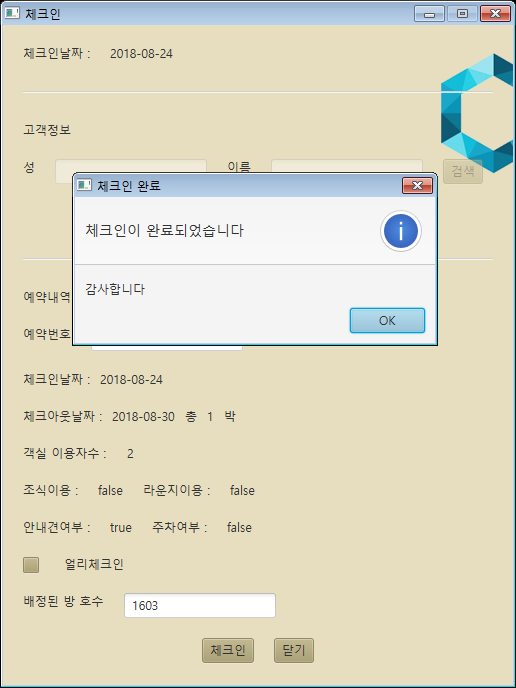 체크인
체크인날짜 : 2018-08-24
고객정보
성 이름 검색
체크인 완료
체크인이 완료되었습니다
감사합니다
OK
예약내역
예약번호
체크인날짜 : 2018-08-24
체크아웃날짜 : 2018-08-30 총 1 박
객실 이용자수 : 2
조식이용 : false 라운지이용 : false
안내견여부 : true 주차여부 : false
얼리체크인
배정된 방 호수 1603
체크인 닫기